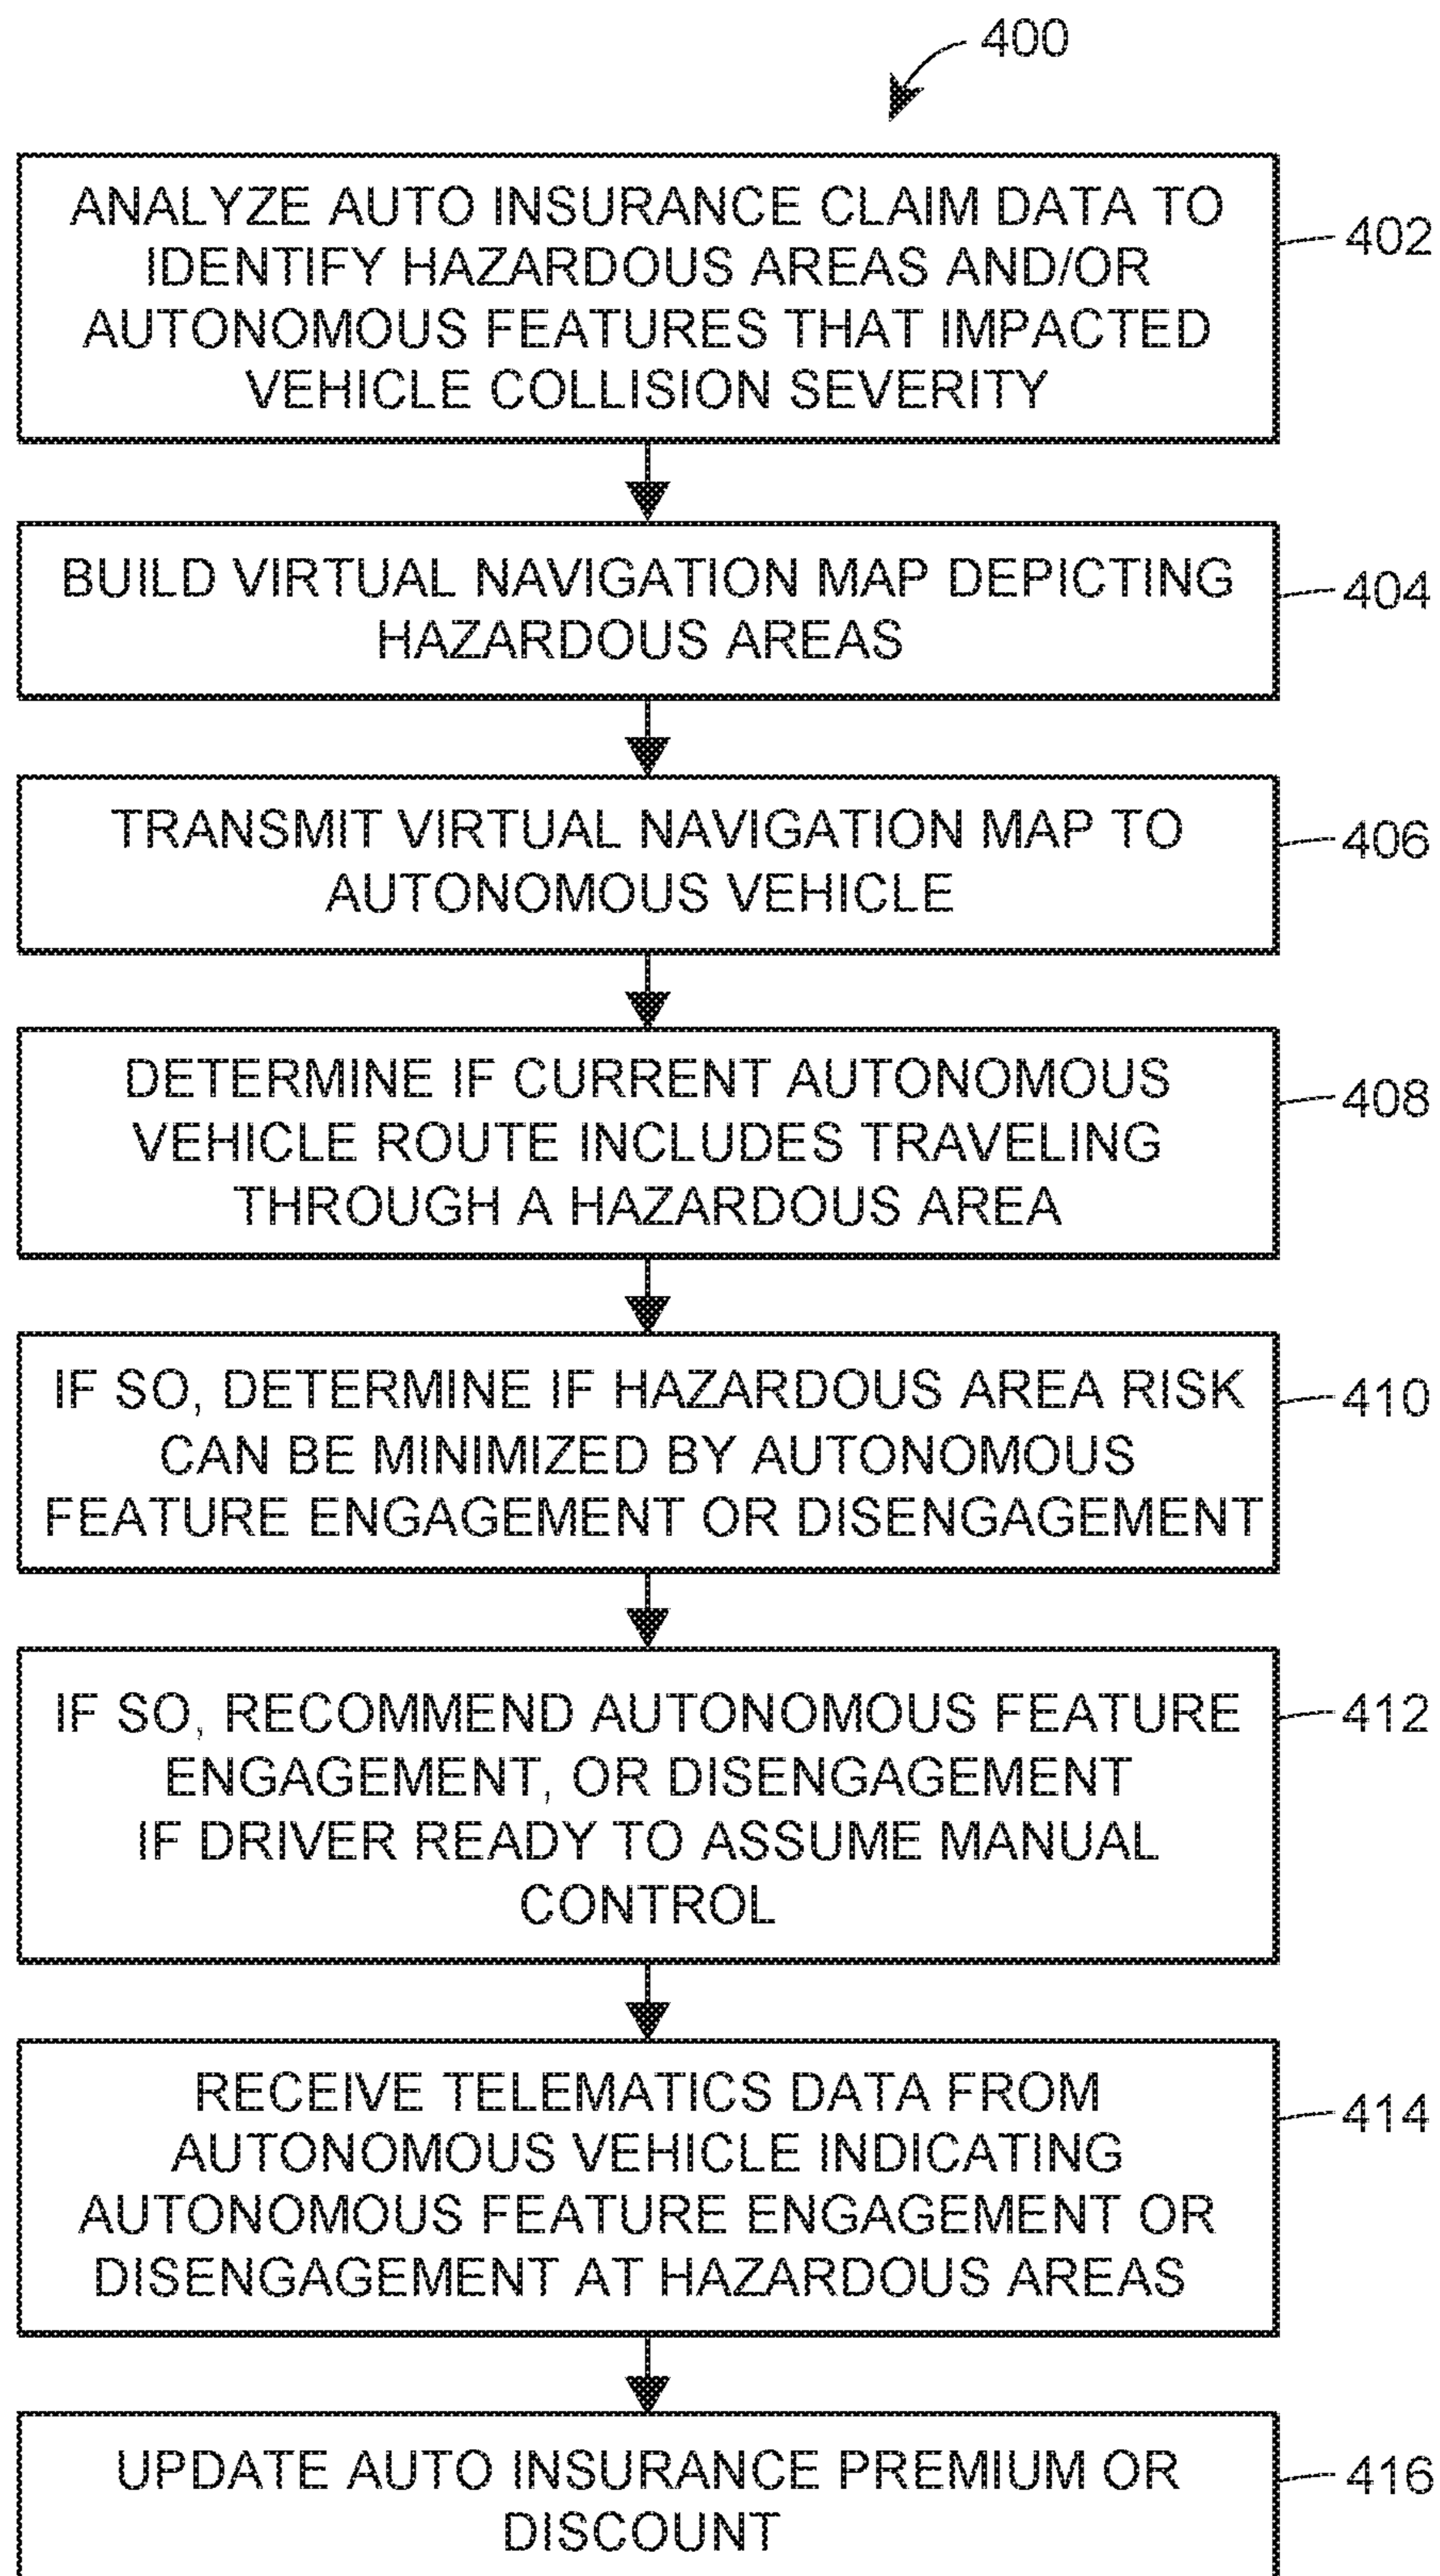 400
ANALYZE AUTO INSURANCE CLAIM DATA TO
IDENTIFY HAZARDOUS AREAS AND/OR
AUTONOMOUS FEATURES THAT IMPACTED
VEHICLE COLLISION SEVERITY
402
BUILD VIRTUAL NAVIGATION MAP DEPICTING
HAZARDOUS AREAS
404
TRANSMIT VIRTUAL NAVIGATION MAP TO
AUTONOMOUS VEHICLE
406
DETERMINE IF CURRENT AUTONOMOUS
VEHICLE ROUTE INCLUDES TRAVELING
THROUGH A HAZARDOUS AREA
408
IF SO, DETERMINE IF HAZARDOUS AREA RISK
CAN BE MINIMIZED BY AUTONOMOUS
FEATURE ENGAGEMENT OR DISENGAGEMENT
410
IF SO, RECOMMEND AUTONOMOUS FEATURE
ENGAGEMENT, OR DISENGAGEMENT
IF DRIVER READY TO ASSUME MANUAL
CONTROL
412
RECEIVE TELEMATICS DATA FROM
AUTONOMOUS VEHICLE INDICATING
AUTONOMOUS FEATURE ENGAGEMENT OR
DISENGAGEMENT AT HAZARDOUS AREAS
414
UPDATE AUTO INSURANCE PREMIUM OR
DISCOUNT
416